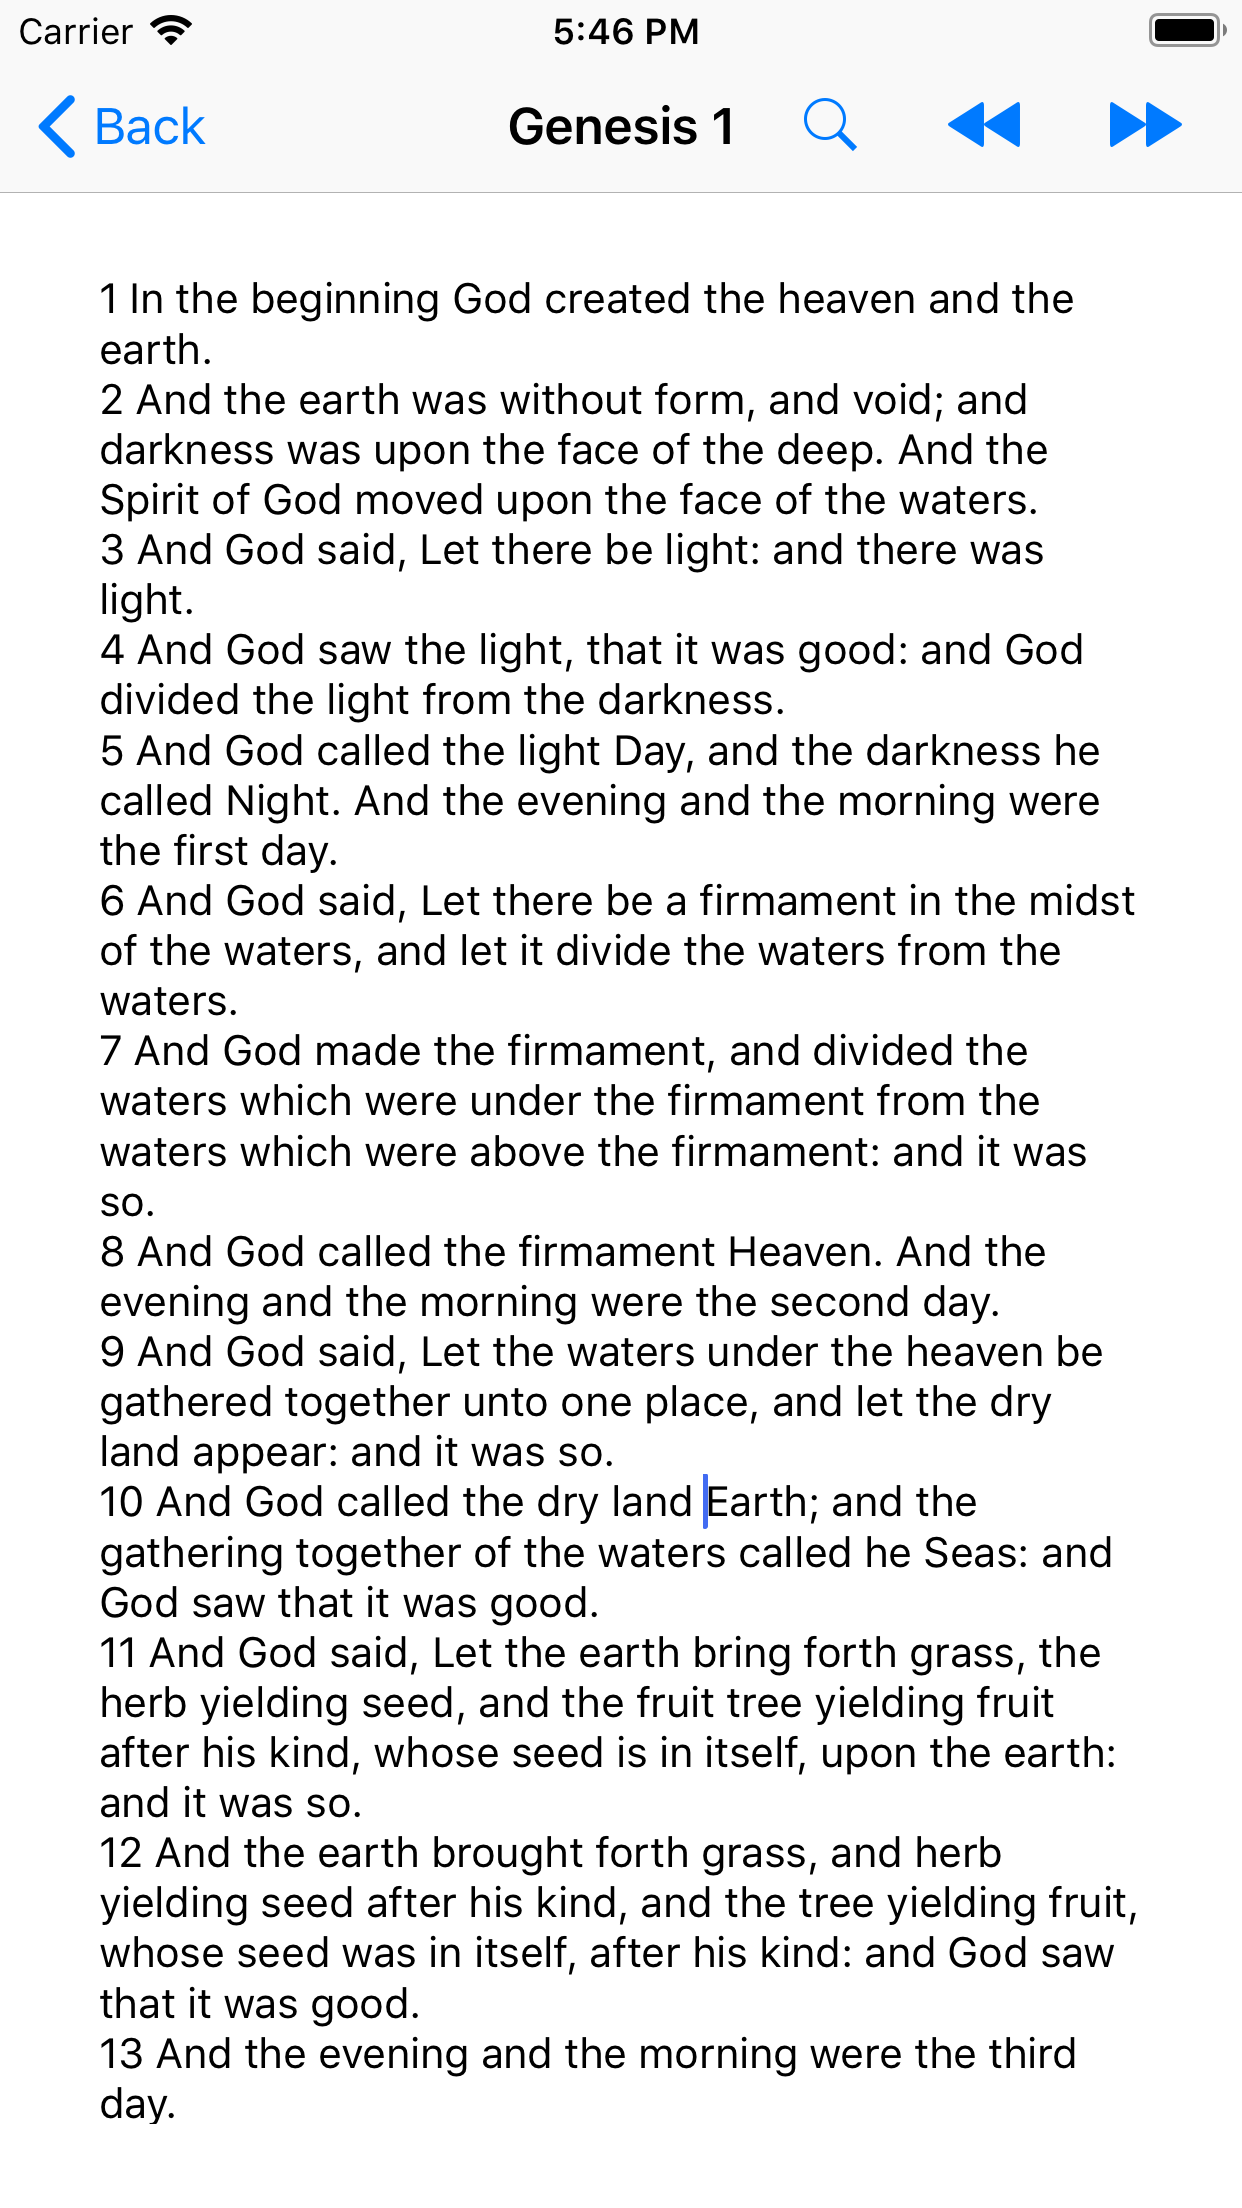 Carrier
5:46 PM
Back
Genesis 1
1 In the beginning God created the heaven and the
earth.
2 And the earth was without form, and void; and
darkness was upon the face of the deep. And the
Spirit of God moved upon the face of the waters.
3 And God said, Let there be light: and there was
light.
4 And God saw the light, that it was good: and God
divided the light from the darkness.
5 And God called the light Day, and the darkness he
called Night. And the evening and the morning were
the first day.
6 And God said, Let there be a firmament in the midst
of the waters, and let it divide the waters from the
waters.
7 And God made the firmament, and divided the
waters which were under the firmament from the
waters which were above the firmament: and it was
so.
8 And God called the firmament Heaven. And the
evening and the morning were the second day.
9 And God said, Let the waters under the heaven be
gathered together unto one place, and let the dry
land appear: and it was so.
10 And God called the dry land Earth; and the
gathering together of the waters called he Seas: and
God saw that it was good.
11 And God said, Let the earth bring forth grass, the
herb yielding seed, and the fruit tree yielding fruit
after his kind, whose seed is in itself, upon the earth:
and it was so.
12 And the earth brought forth grass, and herb
yielding seed after his kind, and the tree yielding fruit,
whose seed was in itself, after his kind: and God saw
that it was good.
13 And the evening and the morning were the third
day.